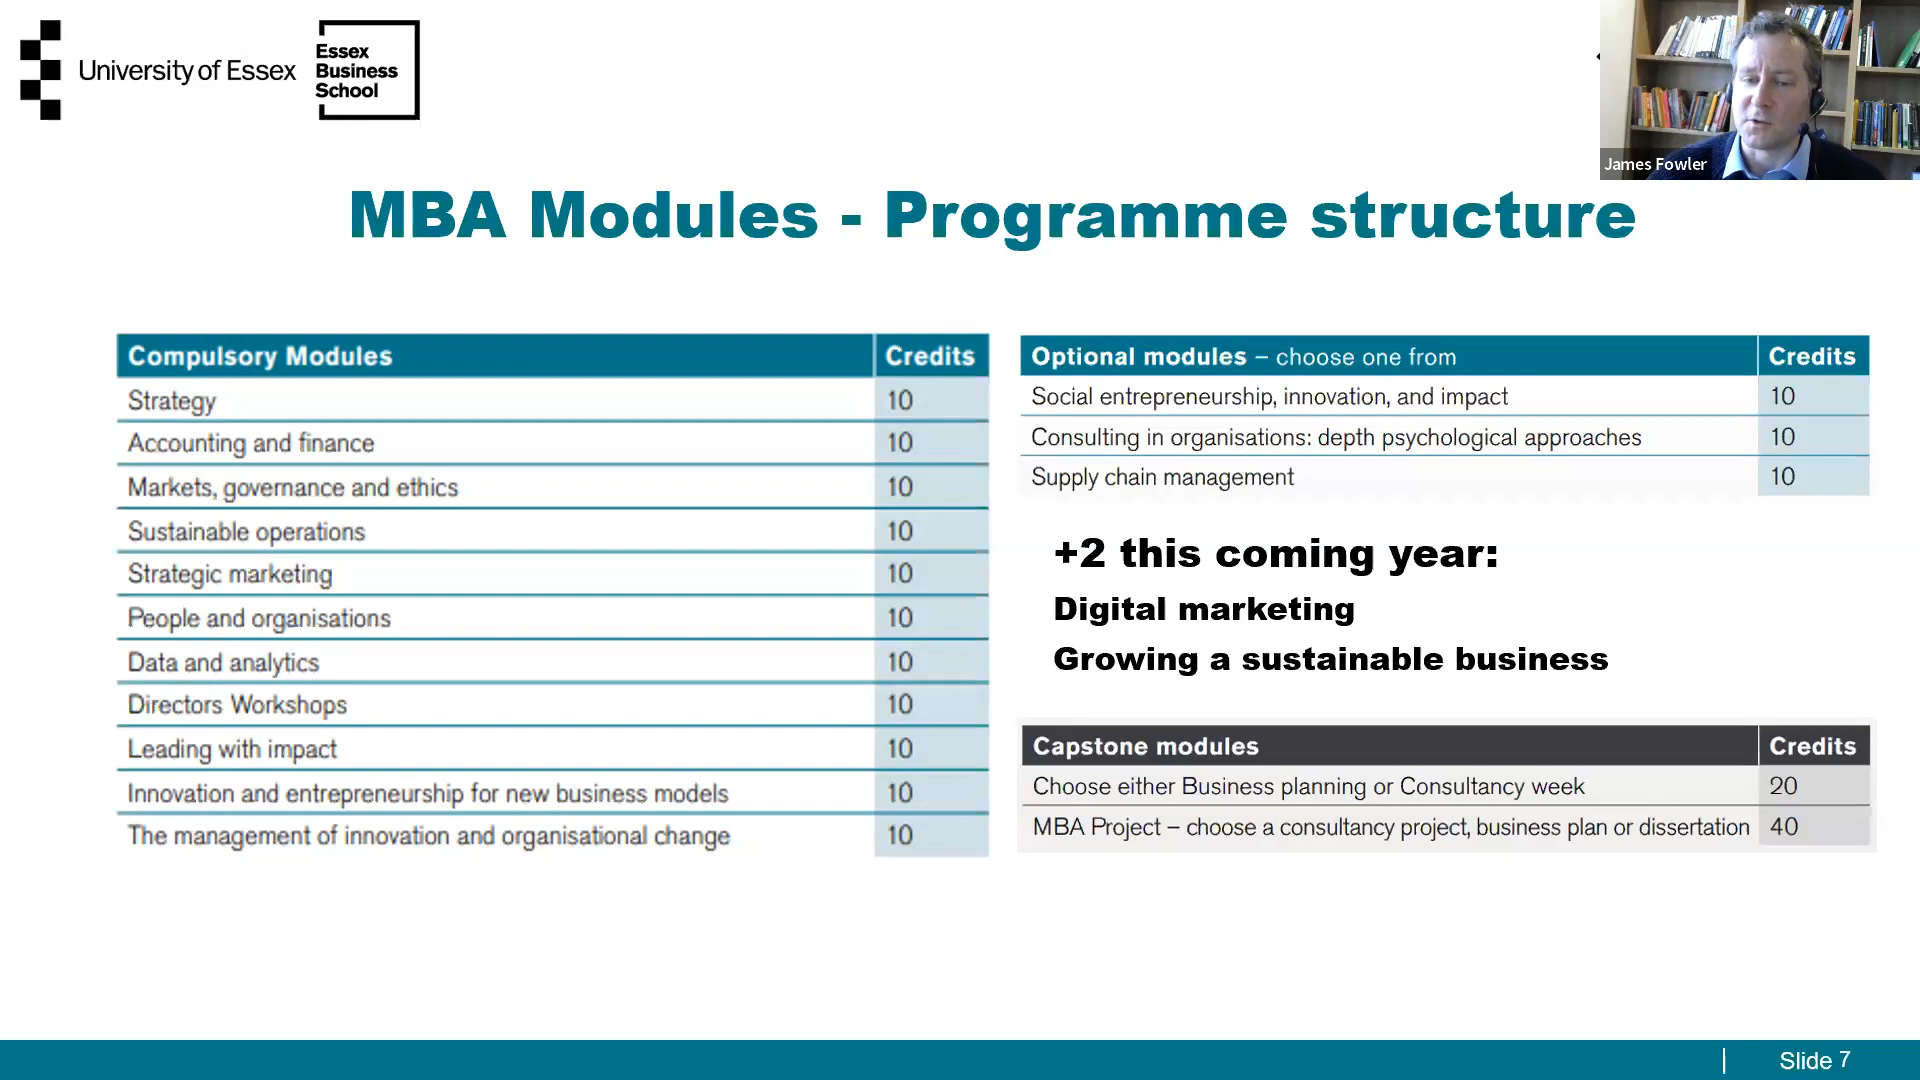 University of Essex
Essex
Business
School
James Fowler
MBA Modules - Programme structure
Compulsory Modules Credits
Strategy 10
Accounting and finance 10
Markets, governance and ethics 10
Sustainable operations 10
Strategic marketing 10
People and organisations 10
Data and analytics 10
Directors Workshops 10
Leading with impact 10
Innovation and entrepreneurship for new business models 10
The management of innovation and organisational change 10
Optional modules – choose one from Credits
Social entrepreneurship, innovation, and impact 10
Consulting in organisations: depth psychological approaches 10
Supply chain management 10
+2 this coming year:
Digital marketing
Growing a sustainable business
Capstone modules Credits
Choose either Business planning or Consultancy week 20
MBA Project – choose a consultancy project, business plan or dissertation 40
| Slide 7